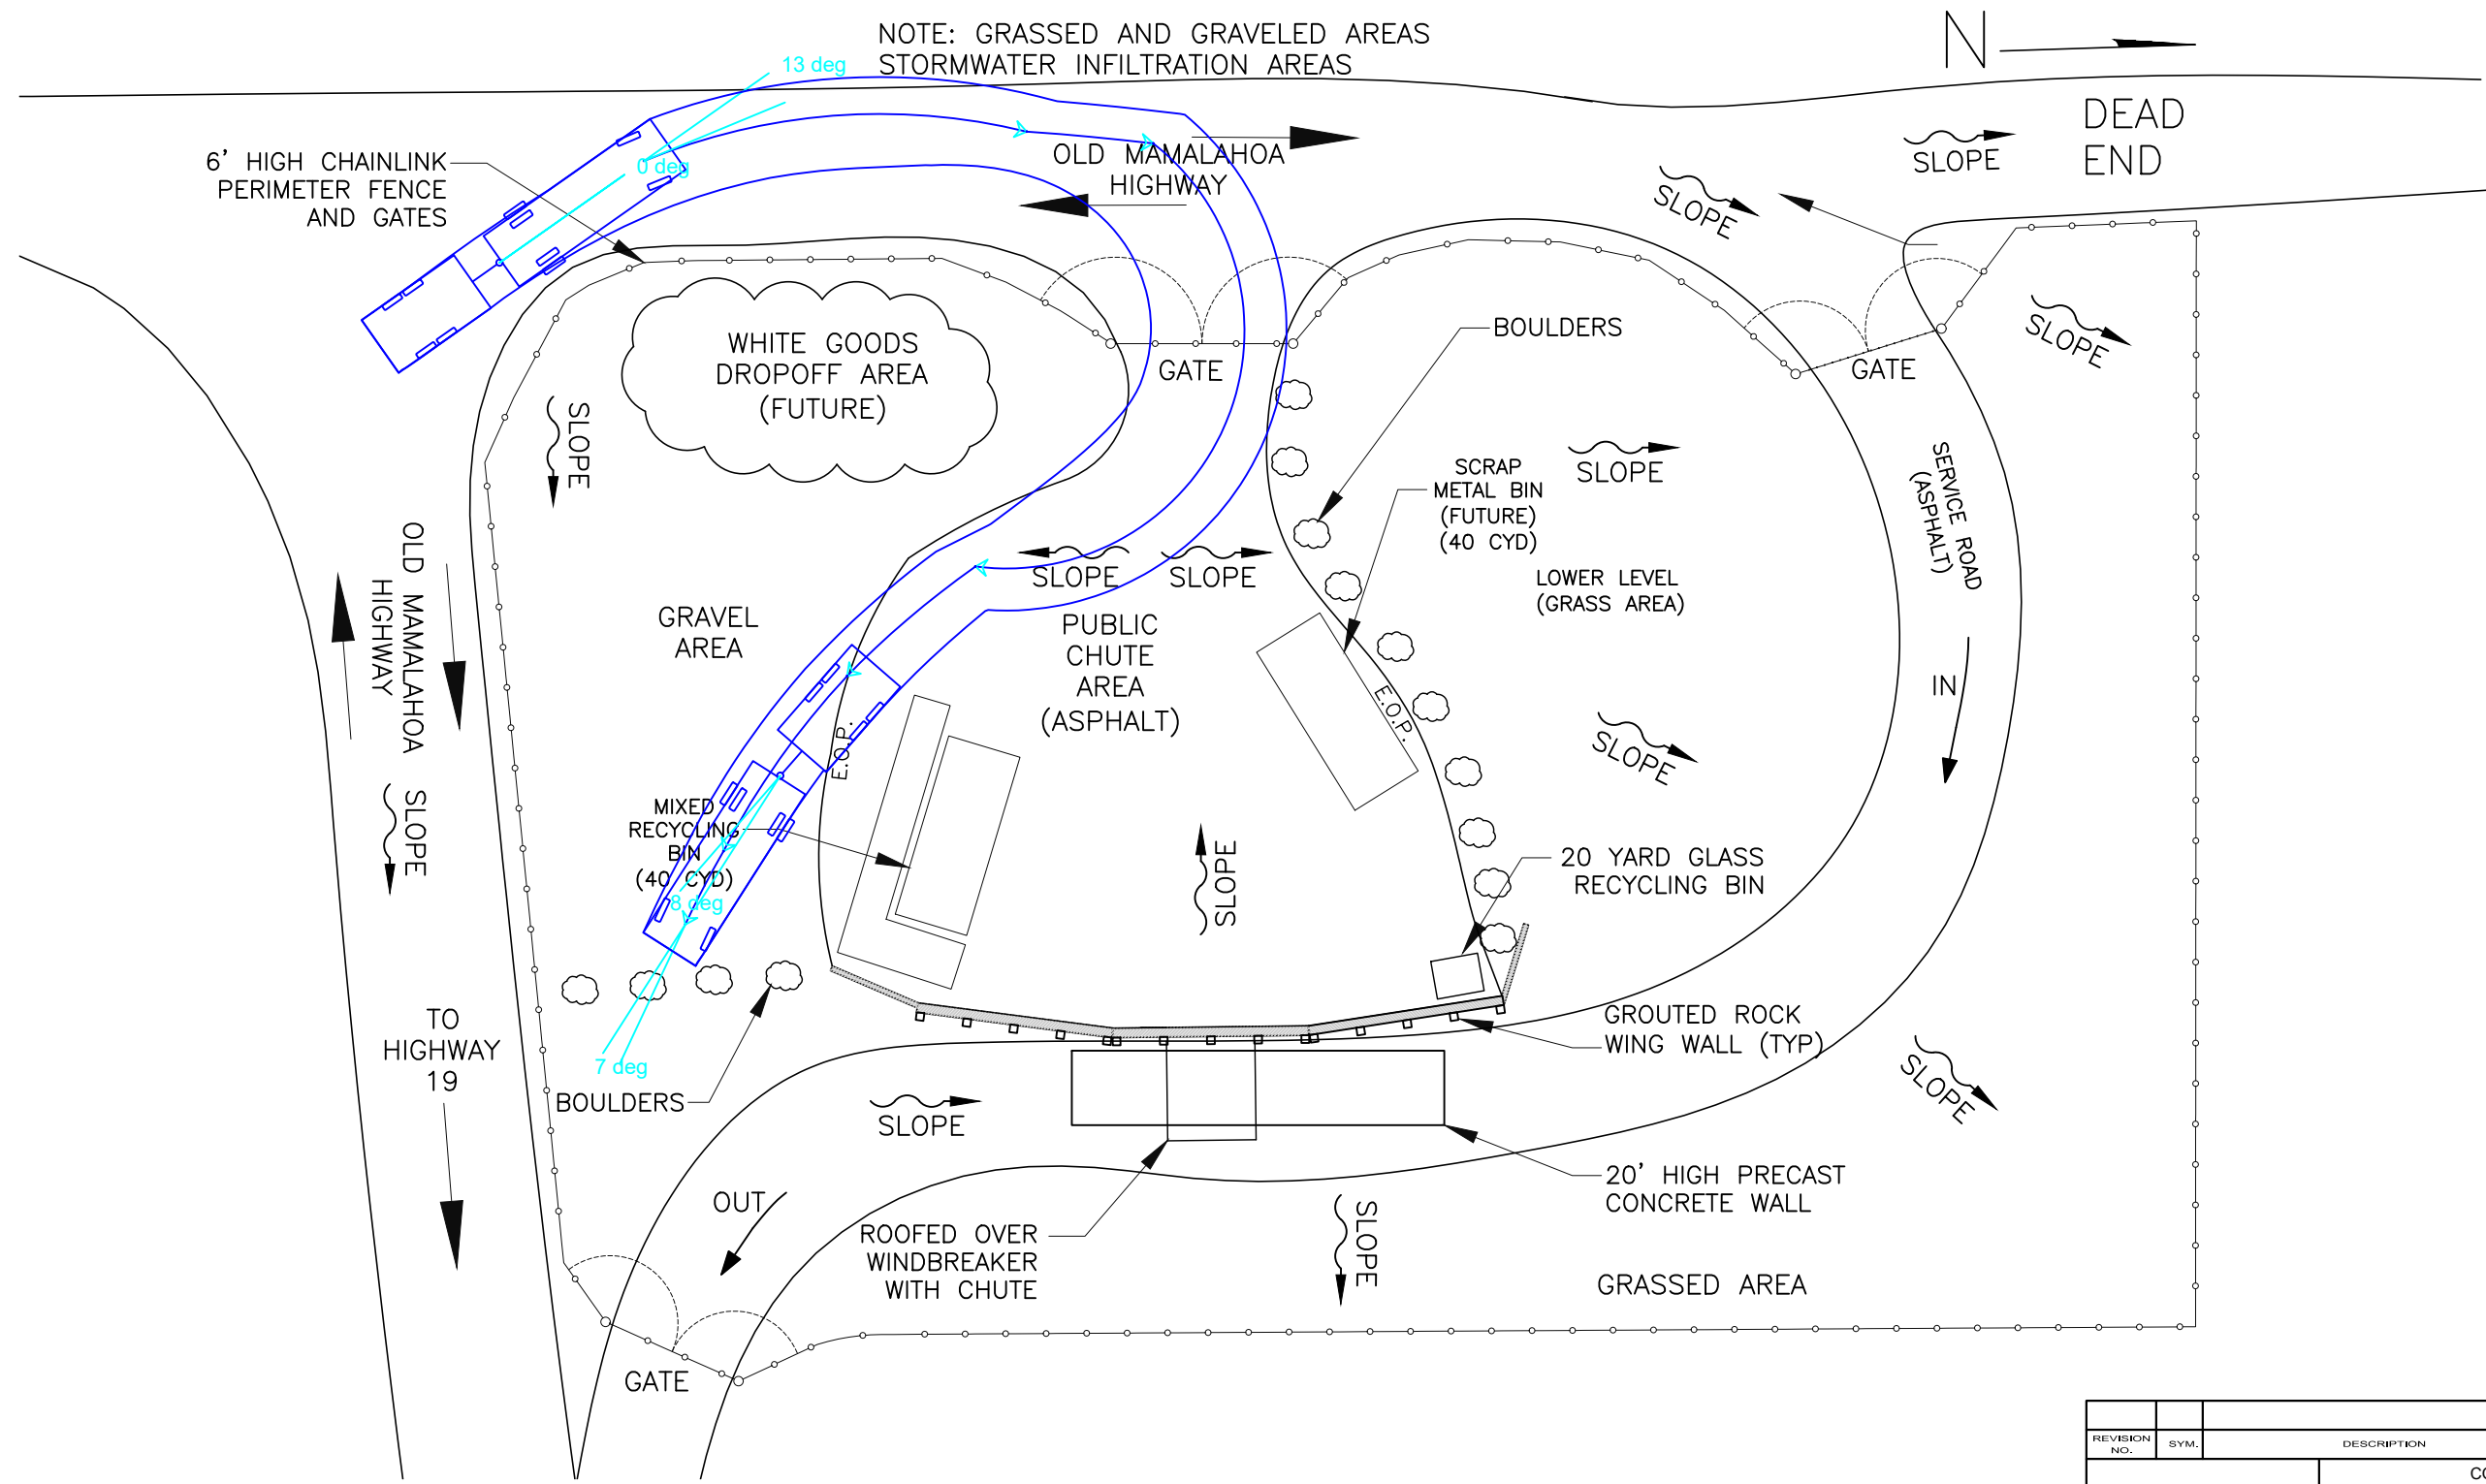 NOTE: GRASSED AND GRAVELED AREAS
STORMWATER INFILTRATION AREAS
N
13 deg
DEAD
END
SLOPE
OLD MAMALAHOA
HIGHWAY
6' HIGH CHAINLINK
PERIMETER FENCE
AND GATES
0 deg
SLOPE
SLOPE
BOULDERS
WHITE GOODS
DROPOFF AREA
(FUTURE)
GATE
GATE
SLOPE
SLOPE
SCRAP
METAL BIN
(FUTURE)
(40 CYD)
SERVICE ROAD
(ASPHALT)
OLD MAMALAHOA
HIGHWAY
SLOPE
SLOPE
LOWER LEVEL
(GRASS AREA)
GRAVEL
AREA
PUBLIC
CHUTE
AREA
(ASPHALT)
E.O.P.
E.O.P.
IN
SLOPE
SLOPE
MIXED
RECYCLING
BIN
(40 CYD)
8 deg
SLOPE
20 YARD GLASS
RECYCLING BIN
TO
HIGHWAY
19
7 deg
BOULDERS
GROUTED ROCK
WING WALL (TYP)
SLOPE
SLOPE
20' HIGH PRECAST
CONCRETE WALL
OUT
ROOFED OVER
WINDBREAKER
WITH CHUTE
SLOPE
GRASSED AREA
GATE
REVISION
NO.
SYM.
DESCRIPTION
CO